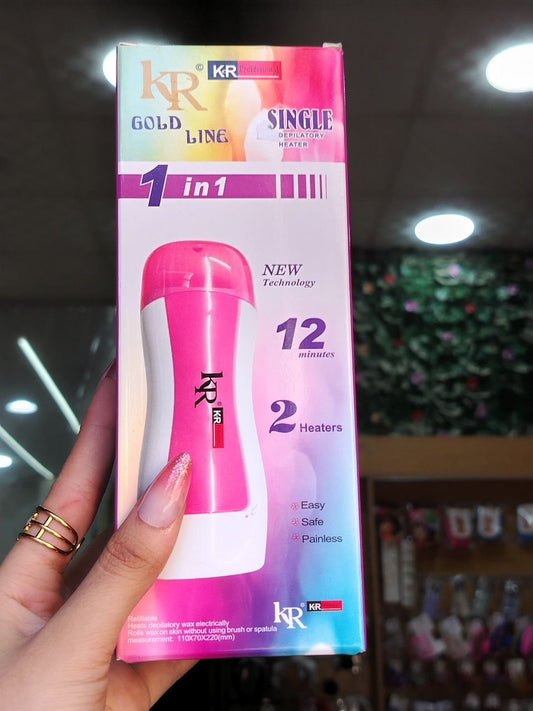 KR © K•R Professional
GOLD LINE
SINGLE
DEPILATORY
HEATER
1 in 1
NEW
Technology
12
minutes
2 Heaters
KR
K•R
Easy
Safe
Painless
KR K•R
Refillable
Heats depilatory wax electrically
Rolls wax on skin without using brush or spatula
measurement: 110X70X220(mm)